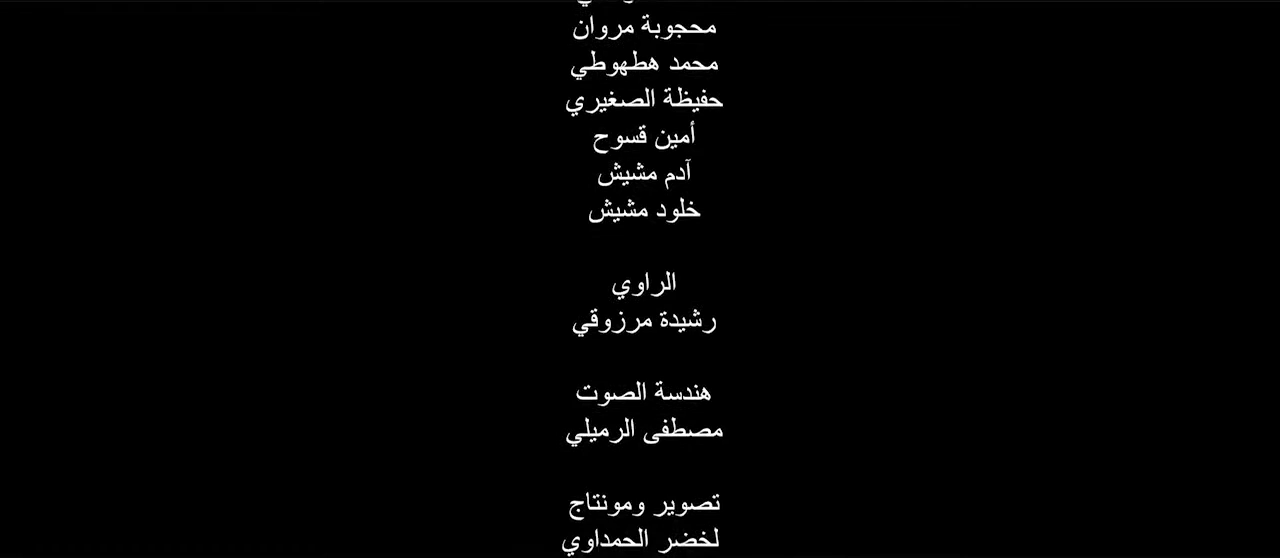 محجوبة مروان
محمد هطهوطي
حفيظة الصغيري
أمين قسوح
آدم مشيش
خلود مشيش
الراوي
رشيدة مرزوقي
هندسة الصوت
مصطفى الرميلي
تصوير ومونتاج
لخضر الحمداوي